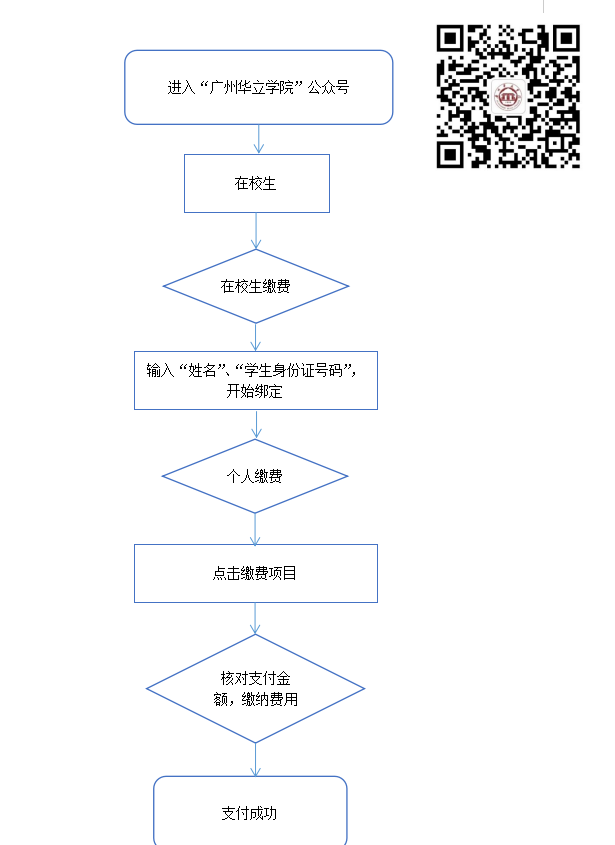 进入“广州华立学院”公众号
在校生
在校生缴费
输入“姓名”、“学生身份证号码”，
开始绑定
个人缴费
点击缴费项目
核对支付金
额，缴纳费用
支付成功